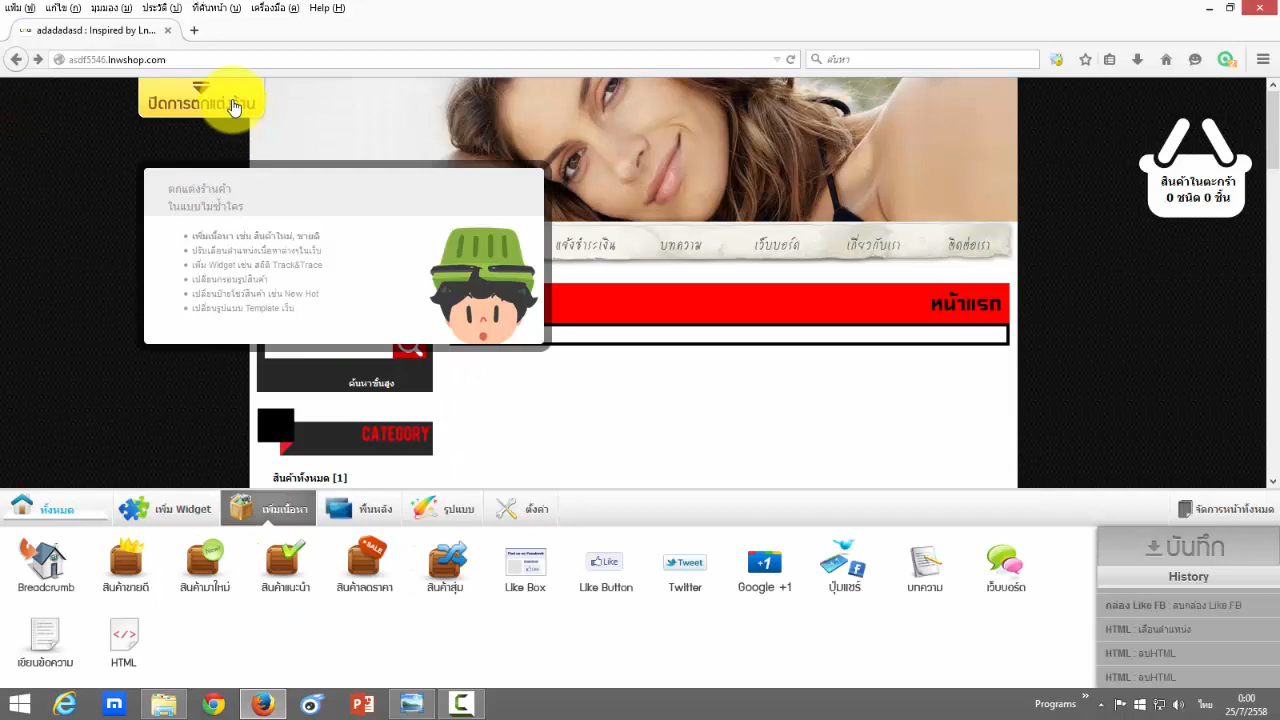 แฟ้ม (ฟ) แก้ไข (ก) มุมมอง (ม) ประวัติ (ป) ที่คั่นหน้า (บ) เครื่องมือ (ค) Help (H)
adadadasd : Inspired by Ln...
asdf5546.lnwshop.com
ค้นหา
ปิดการตกแต่งร้าน
สินค้าในตะกร้า
0 ชนิด 0 ชิ้น
ตกแต่งร้านค้า
ในแบบไม่ซ้ำใคร
เพิ่มเนื้อหา เช่น สินค้าใหม่, ขายดี
ปรับเลื่อนตำแหน่งเนื้อหาต่างๆในเว็บ
เพิ่ม Widget เช่น สถิติ Track&Trace
เปลี่ยนกรอบรูปสินค้า
เปลี่ยนป้ายโชว์สินค้า เช่น New Hot
เปลี่ยนรูปแบบ Template เว็บ
แจ้งชำระเงิน บทความ เว็บบอร์ด เกี่ยวกับเรา ติดต่อเรา
หน้าแรก
ค้นหาขั้นสูง
CATEGORY
สินค้าทั้งหมด [1]
ทั้งหมด เพิ่ม Widget เพิ่มเนื้อหา พื้นหลัง รูปแบบ ตั้งค่า จัดการหน้าทั้งหมด
New SALE Like Tweet +1
Breadcrumb สินค้าขายดี สินค้ามาใหม่ สินค้าแนะนำ สินค้าลดราคา สินค้าสุ่ม Like Box Like Button Twitter Google +1 ปุ่มแชร์ บทความ เว็บบอร์ด
เขียนข้อความ HTML
บันทึก
History
กล่อง Like FB : ลบกล่อง Like FB
HTML : เลื่อนตำแหน่ง
HTML : ลบHTML
HTML : ลบHTML
Programs
ไทย
0:00
25/7/2558